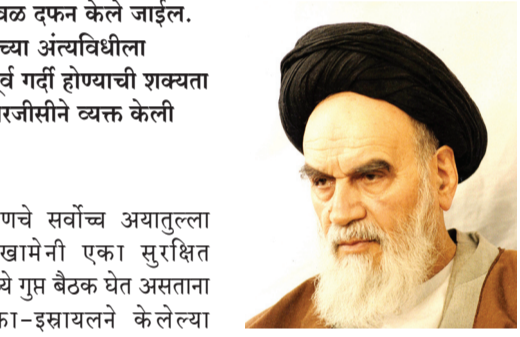 वळ दफन केले जाईल.
च्या अंत्यविधीला
र्व गर्दी होण्याची शक्यता
रजीसीने व्यक्त केली
णचे सर्वोच्च अयातुल्ला
खामेनी एका सुरक्षित
ये गुप्त बैठक घेत असताना
का-इस्रायलने केलेल्या